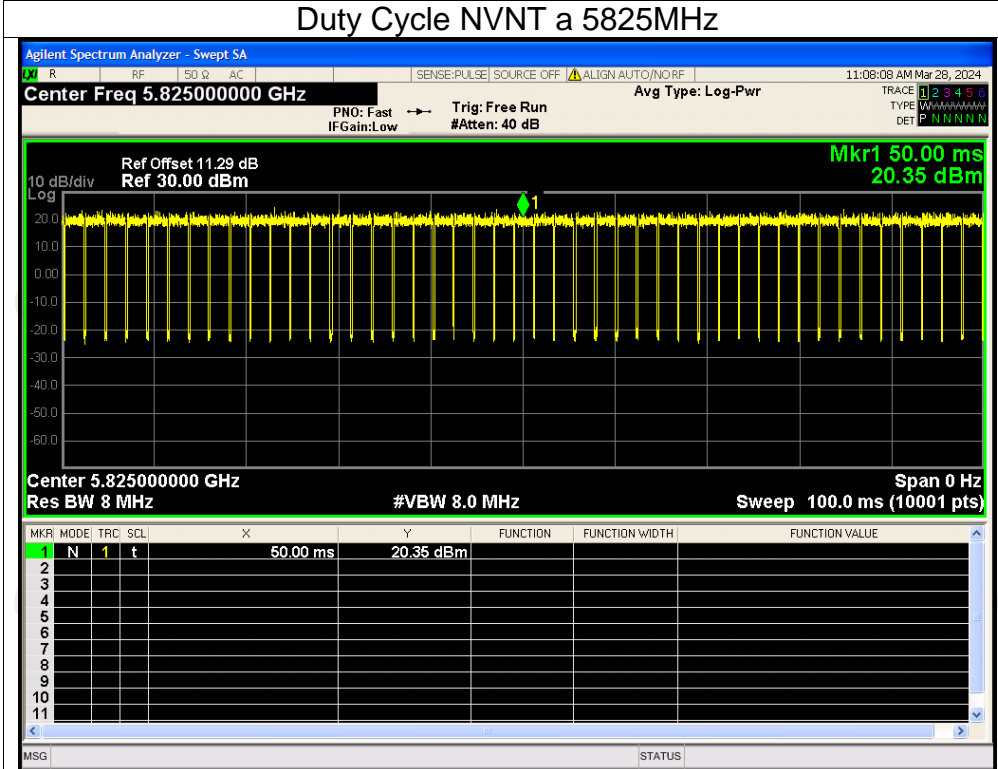 Duty Cycle NVNT a 5825MHz
Agilent Spectrum Analyzer - Swept SA
LXI R RF 50 Ω AC SENSE:PULSE SOURCE OFF ALIGN AUTO/NO RF 11:08:08 AM Mar 28, 2024
Center Freq 5.825000000 GHz
PNO: Fast
IFGain:Low
Trig: Free Run
#Atten: 40 dB
Avg Type: Log-Pwr
TRACE 1 2 3 4 5 6
TYPE
DET P N N N N N
Mkr1 50.00 ms
20.35 dBm
Ref Offset 11.29 dB
10 dB/div Ref 30.00 dBm
Log
1
20.0
10.0
0.00
-10.0
-20.0
-30.0
-40.0
-50.0
-60.0
Center 5.825000000 GHz Span 0 Hz
Res BW 8 MHz #VBW 8.0 MHz Sweep 100.0 ms (10001 pts)
MKR MODE TRC SCL X Y FUNCTION FUNCTION WIDTH FUNCTION VALUE
1 N 1 t 50.00 ms 20.35 dBm
2
3
4
5
6
7
8
9
10
11
MSG STATUS